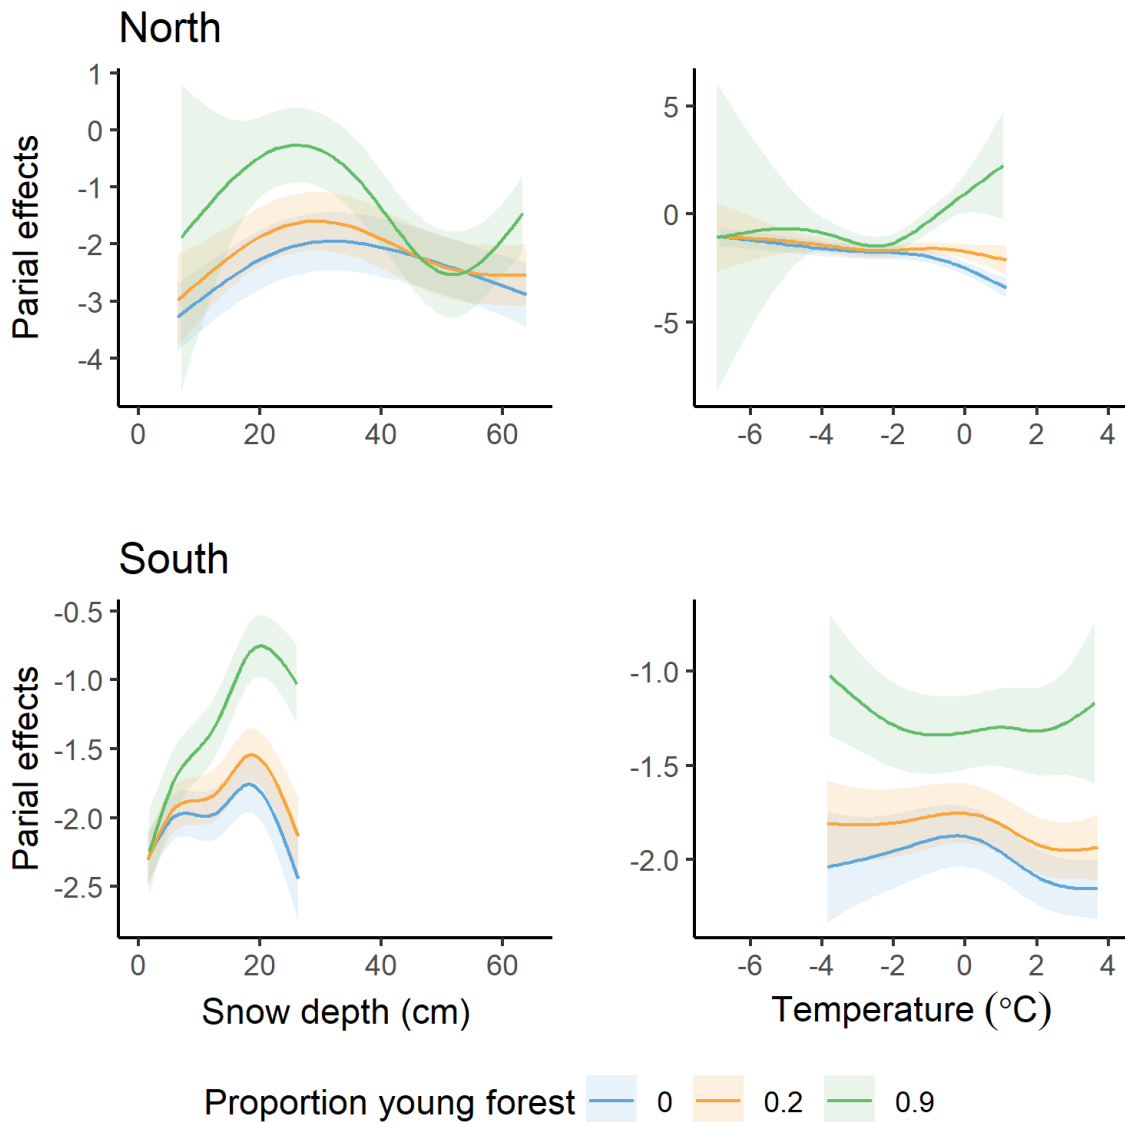 North
Parial effects
1
0
-1
-2
-3
-4
0 20 40 60
5
0
-5
-6 -4 -2 0 2 4
South
Parial effects
-0.5
-1.0
-1.5
-2.0
-2.5
0 20 40 60
Snow depth (cm)
-1.0
-1.5
-2.0
-6 -4 -2 0 2 4
Temperature (°C)
Proportion young forest 0 0.2 0.9